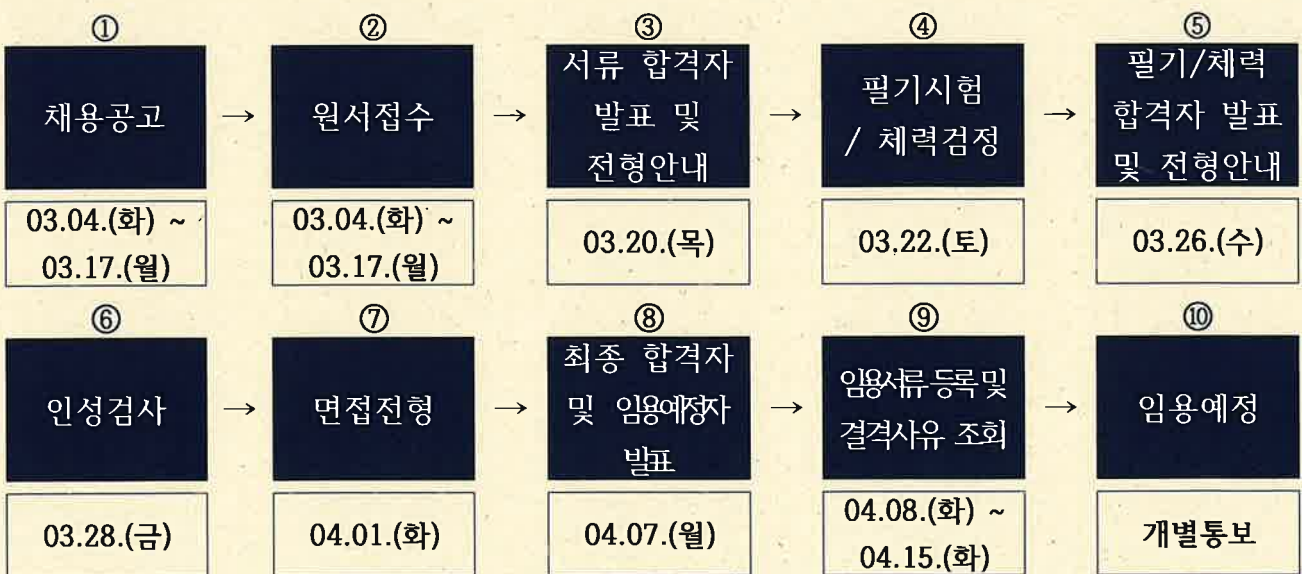 ①
채용공고
03.04.(화) ~
03.17.(월)
→
②
원서접수
03.04.(화) ~
03.17.(월)
→
③
서류 합격자
발표 및
전형안내
03.20.(목)
→
④
필기시험
/ 체력검정
03.22.(토)
→
⑤
필기/체력
합격자 발표
및 전형안내
03.26.(수)
⑥
인성검사
03.28.(금)
→
⑦
면접전형
04.01.(화)
→
⑧
최종 합격자
및 임용예정자
발표
04.07.(월)
→
⑨
임용서류 등록 및
결격사유 조회
04.08.(화) ~
04.15.(화)
→
⑩
임용예정
개별통보